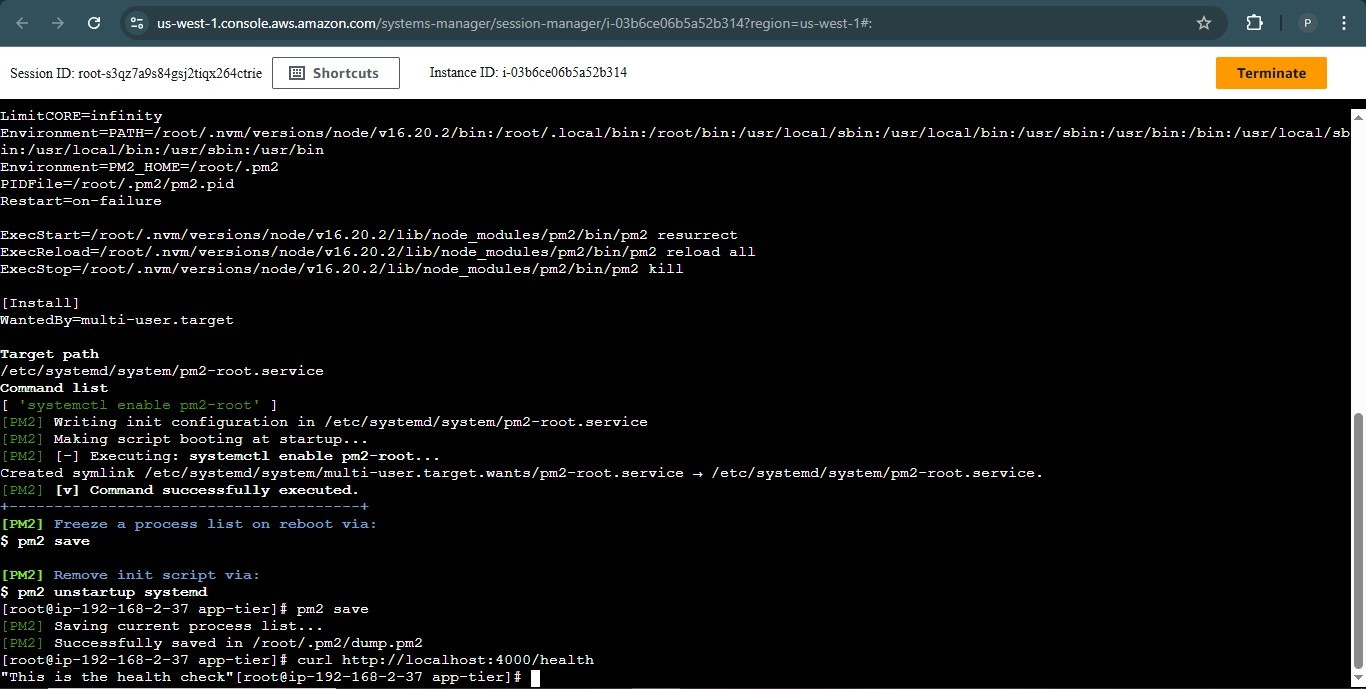 us-west-1.console.aws.amazon.com/systems-manager/session-manager/i-03b6ce06b5a52b314?region=us-west-1#:
P
Session ID: root-s3qz7a9s84gsj2tiqx264ctrie
Shortcuts
Instance ID: i-03b6ce06b5a52b314
Terminate
LimitCORE=infinity
Environment=PATH=/root/.nvm/versions/node/v16.20.2/bin:/root/.local/bin:/root/bin:/usr/local/sbin:/usr/local/bin:/usr/sbin:/usr/bin:/bin:/usr/local/sb
in:/usr/local/bin:/usr/sbin:/usr/bin
Environment=PM2_HOME=/root/.pm2
PIDFile=/root/.pm2/pm2.pid
Restart=on-failure
ExecStart=/root/.nvm/versions/node/v16.20.2/lib/node_modules/pm2/bin/pm2 resurrect
ExecReload=/root/.nvm/versions/node/v16.20.2/lib/node_modules/pm2/bin/pm2 reload all
ExecStop=/root/.nvm/versions/node/v16.20.2/lib/node_modules/pm2/bin/pm2 kill
[Install]
WantedBy=multi-user.target
Target path
/etc/systemd/system/pm2-root.service
Command list
[ 'systemctl enable pm2-root' ]
[PM2] Writing init configuration in /etc/systemd/system/pm2-root.service
[PM2] Making script booting at startup...
[PM2] [-] Executing: systemctl enable pm2-root...
Created symlink /etc/systemd/system/multi-user.target.wants/pm2-root.service → /etc/systemd/system/pm2-root.service.
[PM2] [v] Command successfully executed.
+---------------------------------------+
[PM2] Freeze a process list on reboot via:
$ pm2 save
[PM2] Remove init script via:
$ pm2 unstartup systemd
[root@ip-192-168-2-37 app-tier]# pm2 save
[PM2] Saving current process list...
[PM2] Successfully saved in /root/.pm2/dump.pm2
[root@ip-192-168-2-37 app-tier]# curl http://localhost:4000/health
"This is the health check"[root@ip-192-168-2-37 app-tier]#